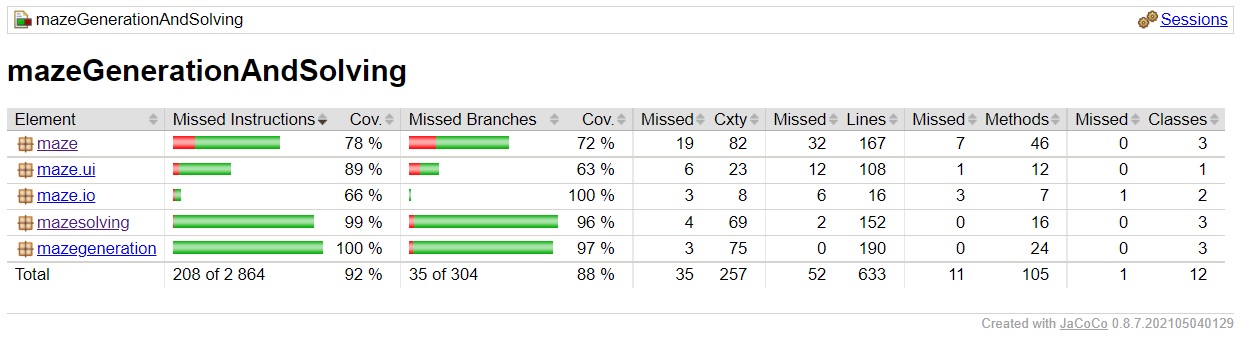 mazeGenerationAndSolving Sessions
mazeGenerationAndSolving
Element Missed Instructions Cov. Missed Branches Cov. Missed Cxty Missed Lines Missed Methods Missed Classes
maze 78 % 72 % 19 82 32 167 7 46 0 3
maze.ui 89 % 63 % 6 23 12 108 1 12 0 1
maze.io 66 % 100 % 3 8 6 16 3 7 1 2
mazesolving 99 % 96 % 4 69 2 152 0 16 0 3
mazegeneration 100 % 97 % 3 75 0 190 0 24 0 3
Total 208 of 2 864 92 % 35 of 304 88 % 35 257 52 633 11 105 1 12
Created with JaCoCo 0.8.7.202105040129